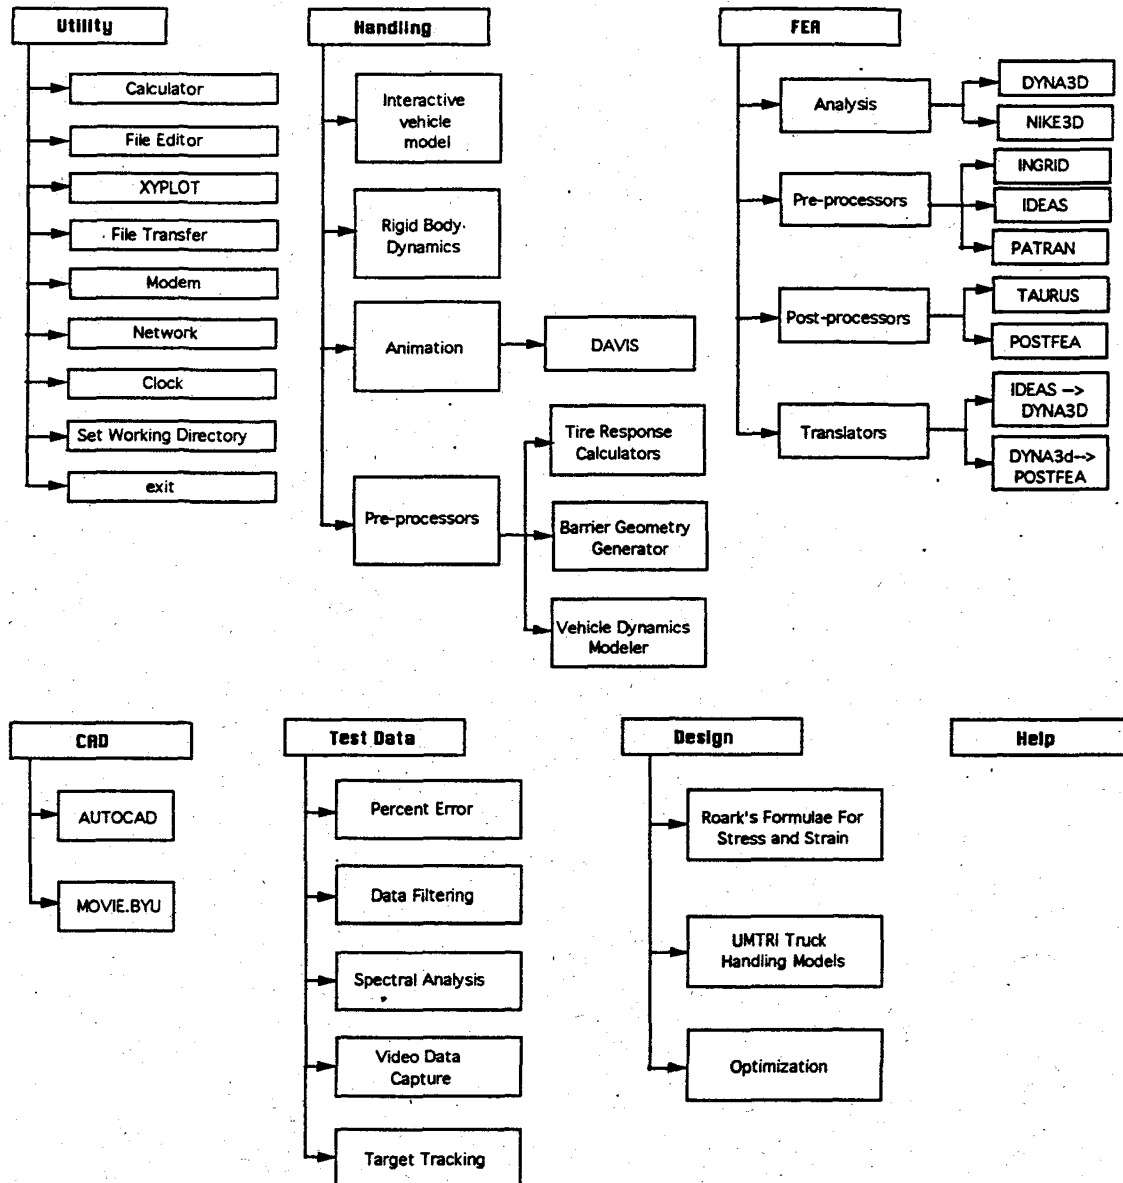 Utility
Calculator
File Editor
XYPLOT
File Transfer
Modem
Network
Clock
Set Working Directory
exit
Handling
Interactive
vehicle
model
Rigid Body
Dynamics
Animation
DAVIS
Pre-processors
Tire Response
Calculators
Barrier Geometry
Generator
Vehicle Dynamics
Modeler
FEA
Analysis
DYNA3D
NIKE3D
Pre-processors
INGRID
IDEAS
PATRAN
Post-processors
TAURUS
POSTFEA
Translators
IDEAS -->
DYNA3D
DYNA3d-->
POSTFEA
CAD
AUTOCAD
MOVIE.BYU
Test Data
Percent Error
Data Filtering
Spectral Analysis
Video Data
Capture
Target Tracking
Design
Roark's Formulae For
Stress and Strain
UMTRI Truck
Handling Models
Optimization
Help